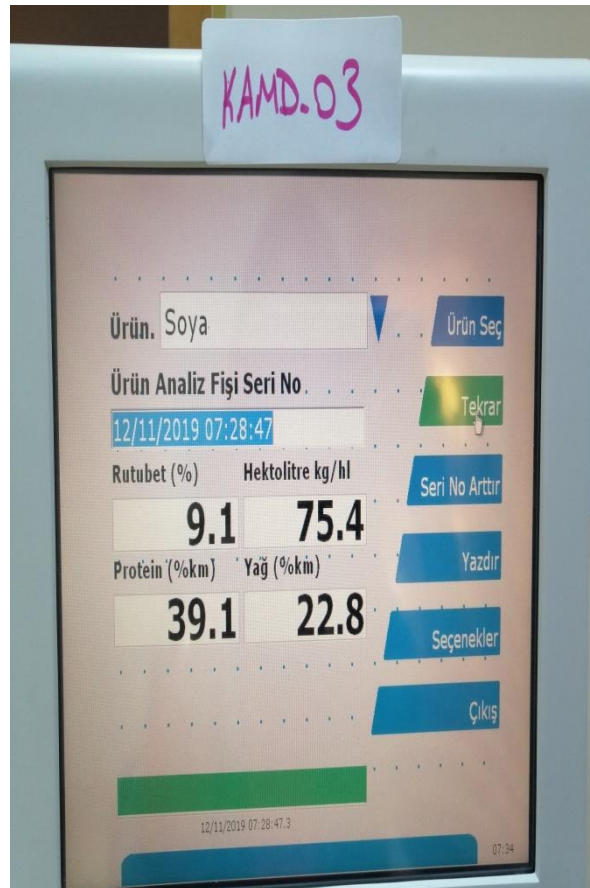 KAMD.03
Ürün. Soya
Ürün Seç
Ürün Analiz Fişi Seri No
Tekrar
12/11/2019 07:28:47
Rutubet (%) Hektolitre kg/hl
Seri No Arttır
9.1 75.4
Protein (%km) Yağ (%km)
Yazdır
39.1 22.8
Seçenekler
Çıkış
12/11/2019 07:28:47.3
07:34